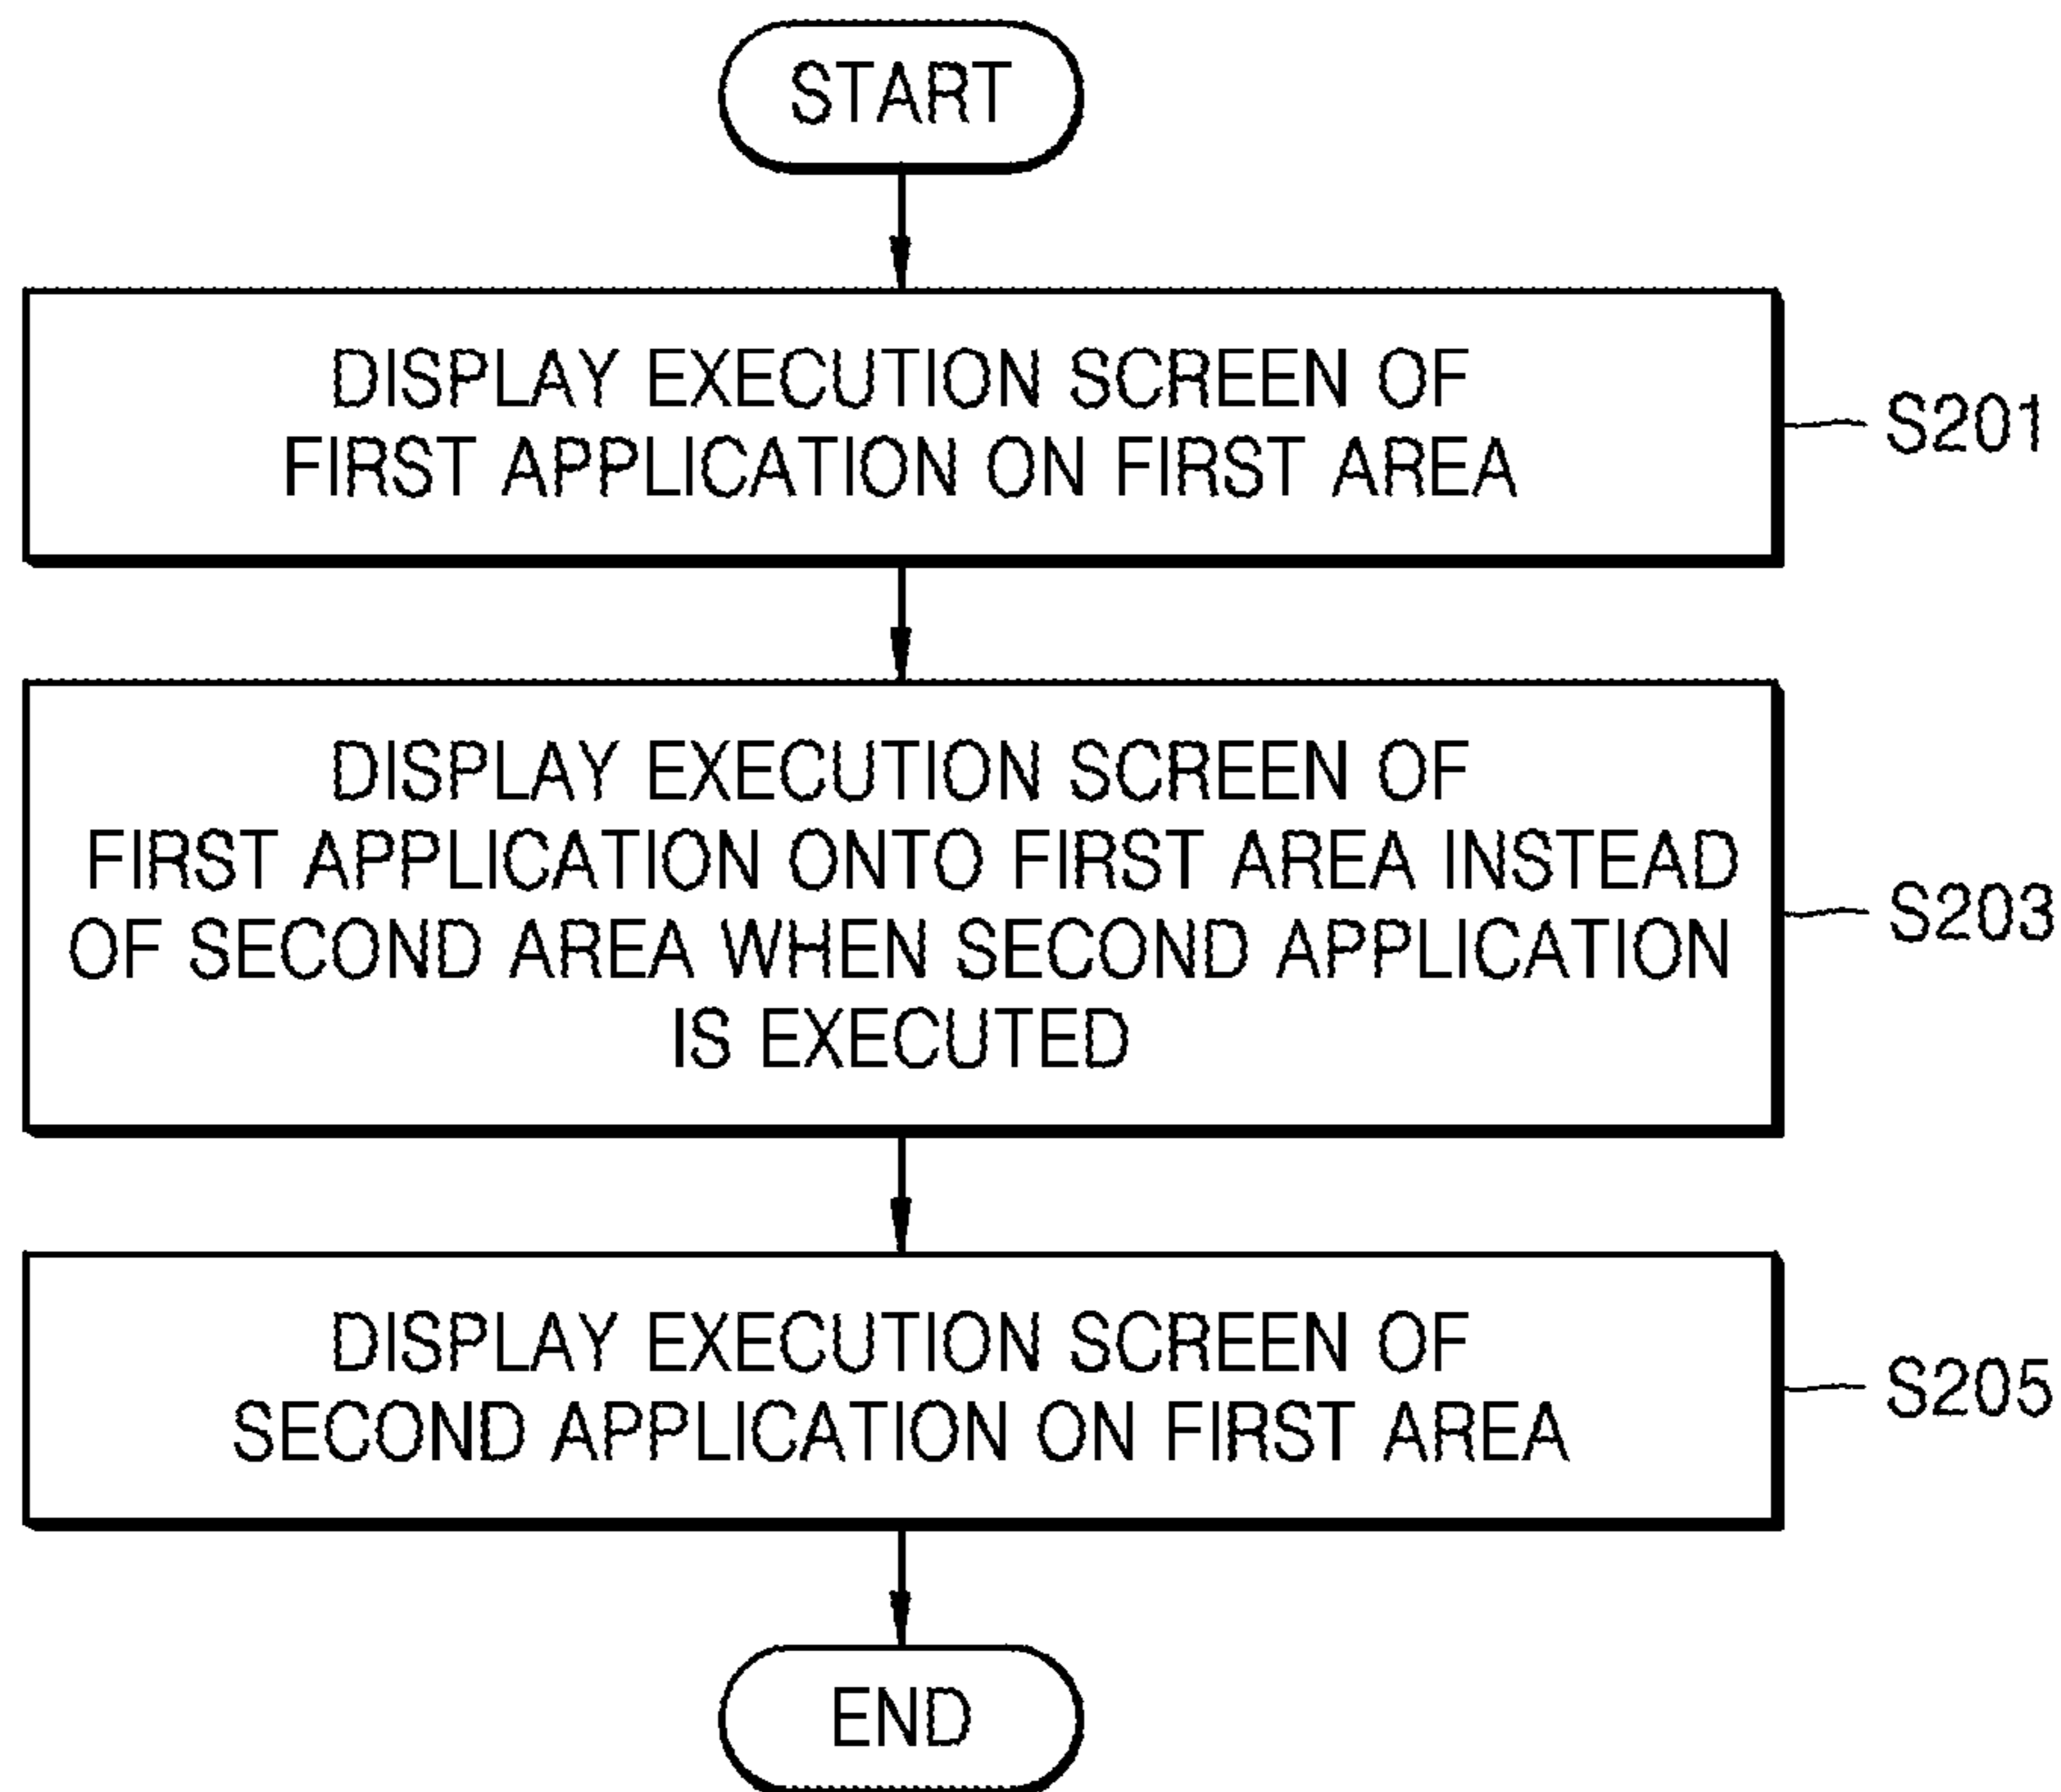 START
DISPLAY EXECUTION SCREEN OF
FIRST APPLICATION ON FIRST AREA
S201
DISPLAY EXECUTION SCREEN OF
FIRST APPLICATION ONTO FIRST AREA INSTEAD
OF SECOND AREA WHEN SECOND APPLICATION
IS EXECUTED
S203
DISPLAY EXECUTION SCREEN OF
SECOND APPLICATION ON FIRST AREA
S205
END